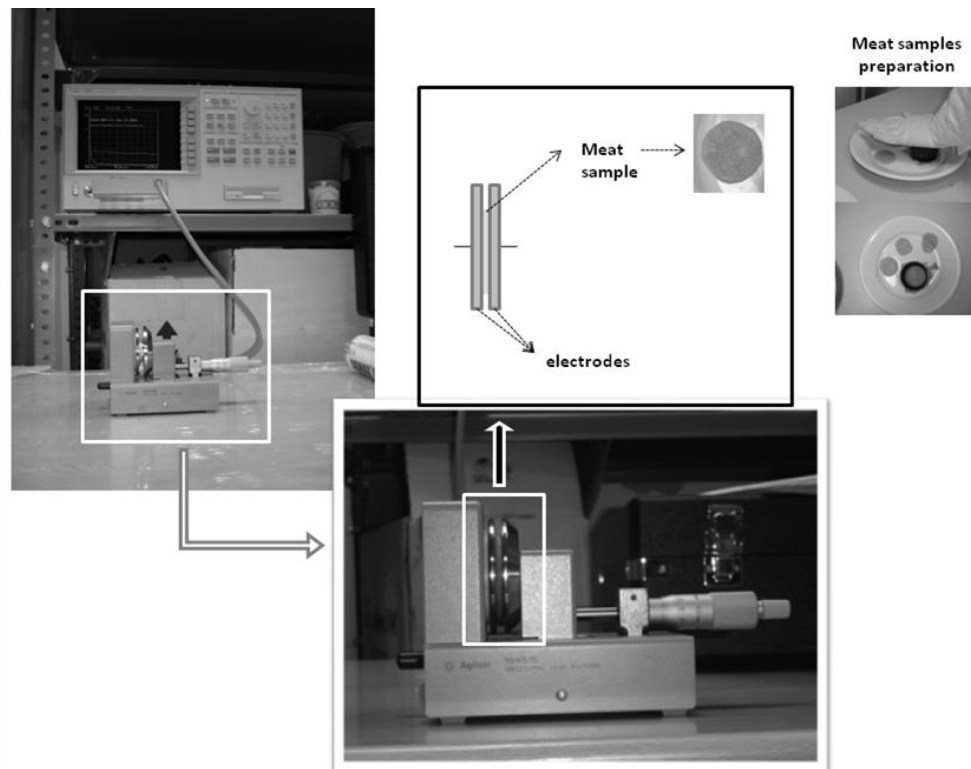 Meat samples
preparation
Meat
sample
electrodes
Agilent